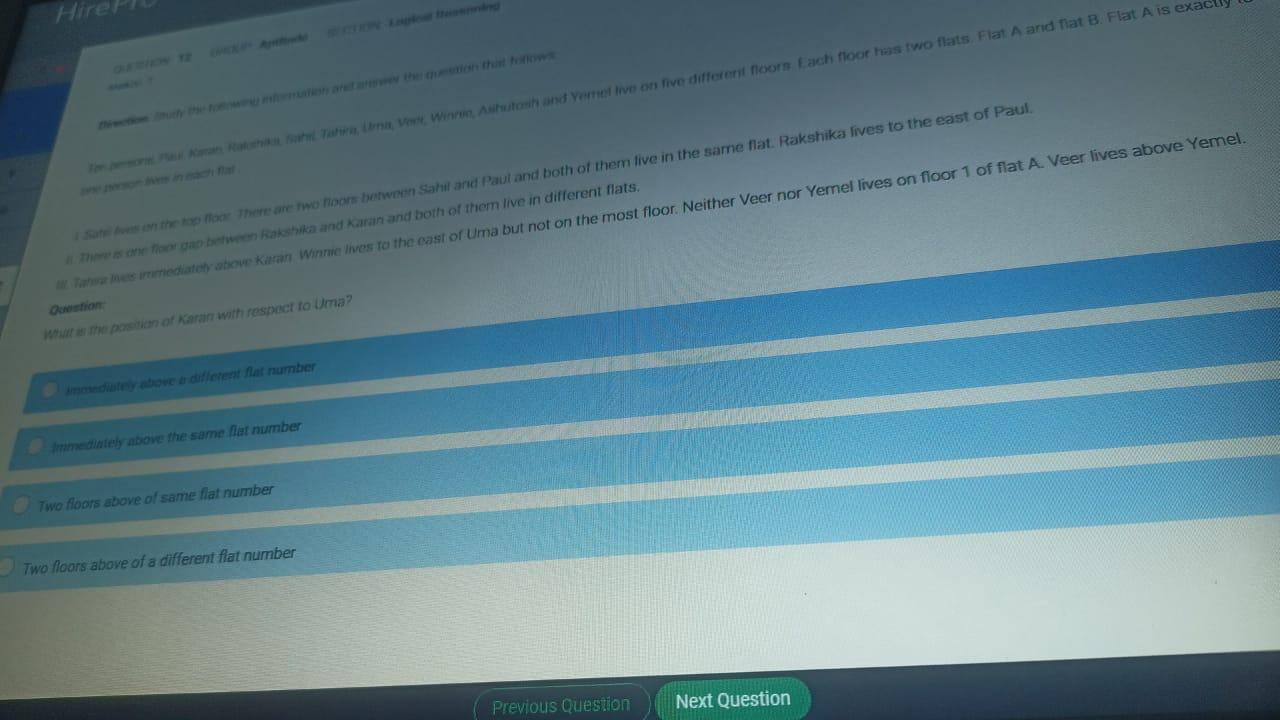 HirePro
QUESTION 12 GROUP Aptitude SECTION Logical Reasoning
Direction: Study the following information and answer the question that follows:
Ten persons, Paul, Karan, Rakshika, Sahil, Tahira, Uma, Veer, Winnie, Ashutosh and Yemel live on five different floors. Each floor has two flats. Flat A and flat B. Flat A is exactly
one person lives in each flat
I. Sahil lives on the top floor. There are two floors between Sahil and Paul and both of them live in the same flat. Rakshika lives to the east of Paul.
II. There is one floor gap between Rakshika and Karan and both of them live in different flats.
III. Tahira lives immediately above Karan. Winnie lives to the east of Uma but not on the most floor. Neither Veer nor Yemel lives on floor 1 of flat A. Veer lives above Yemel.
Question:
What is the position of Karan with respect to Uma?
Immediately above a different flat number
Immediately above the same flat number
Two floors above of same flat number
Two floors above of a different flat number
Previous Question Next Question